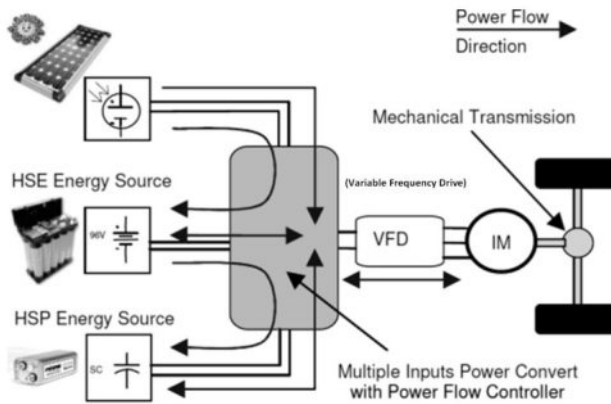 Power Flow
Direction
Mechanical Transmission
HSE Energy Source
(Variable Frequency Drive)
96V
VFD
IM
HSP Energy Source
SC
Multiple Inputs Power Convert
with Power Flow Controller